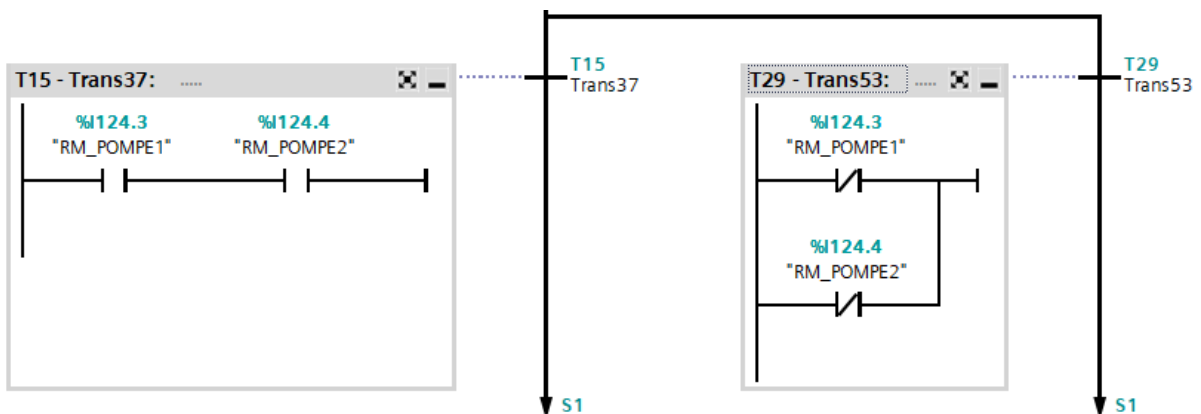 T15 - Trans37: .....
%I124.3
"RM_POMPE1"
%I124.4
"RM_POMPE2"
T15
Trans37
S1
T29 - Trans53: .....
%I124.3
"RM_POMPE1"
%I124.4
"RM_POMPE2"
T29
Trans53
S1